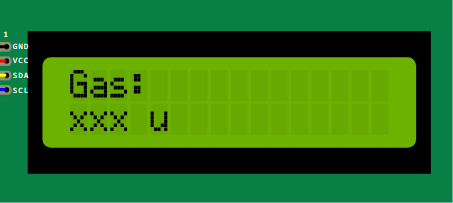 1
GND
VCC
SDA
SCL
Gas:
xxx V